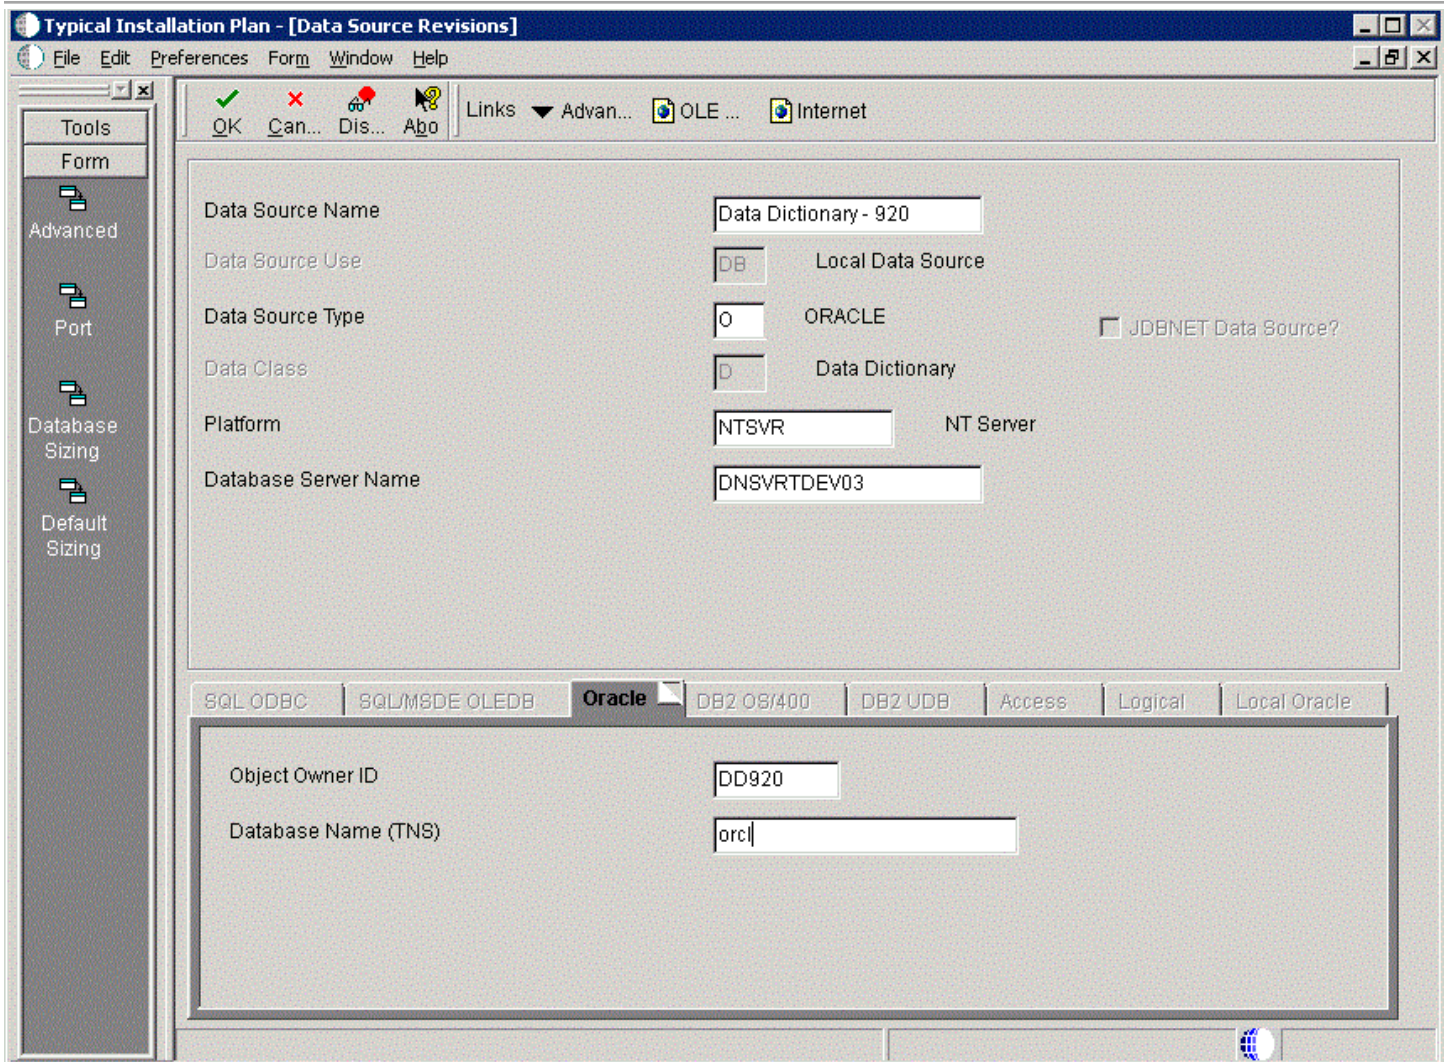 Typical Installation Plan - [Data Source Revisions]
File Edit Preferences Form Window Help
OK Can... Dis... Abo Links Advan... OLE ... Internet
Tools
Form
Advanced
Port
Database
Sizing
Default
Sizing
Data Source Name Data Dictionary - 920
Data Source Use DB Local Data Source
Data Source Type O ORACLE JDBNET Data Source?
Data Class D Data Dictionary
Platform NTSVR NT Server
Database Server Name DNSVRTDEV03
SQL ODBC SQL/MSDE OLEDB Oracle DB2 OS/400 DB2 UDB Access Logical Local Oracle
Object Owner ID DD920
Database Name (TNS) orcl